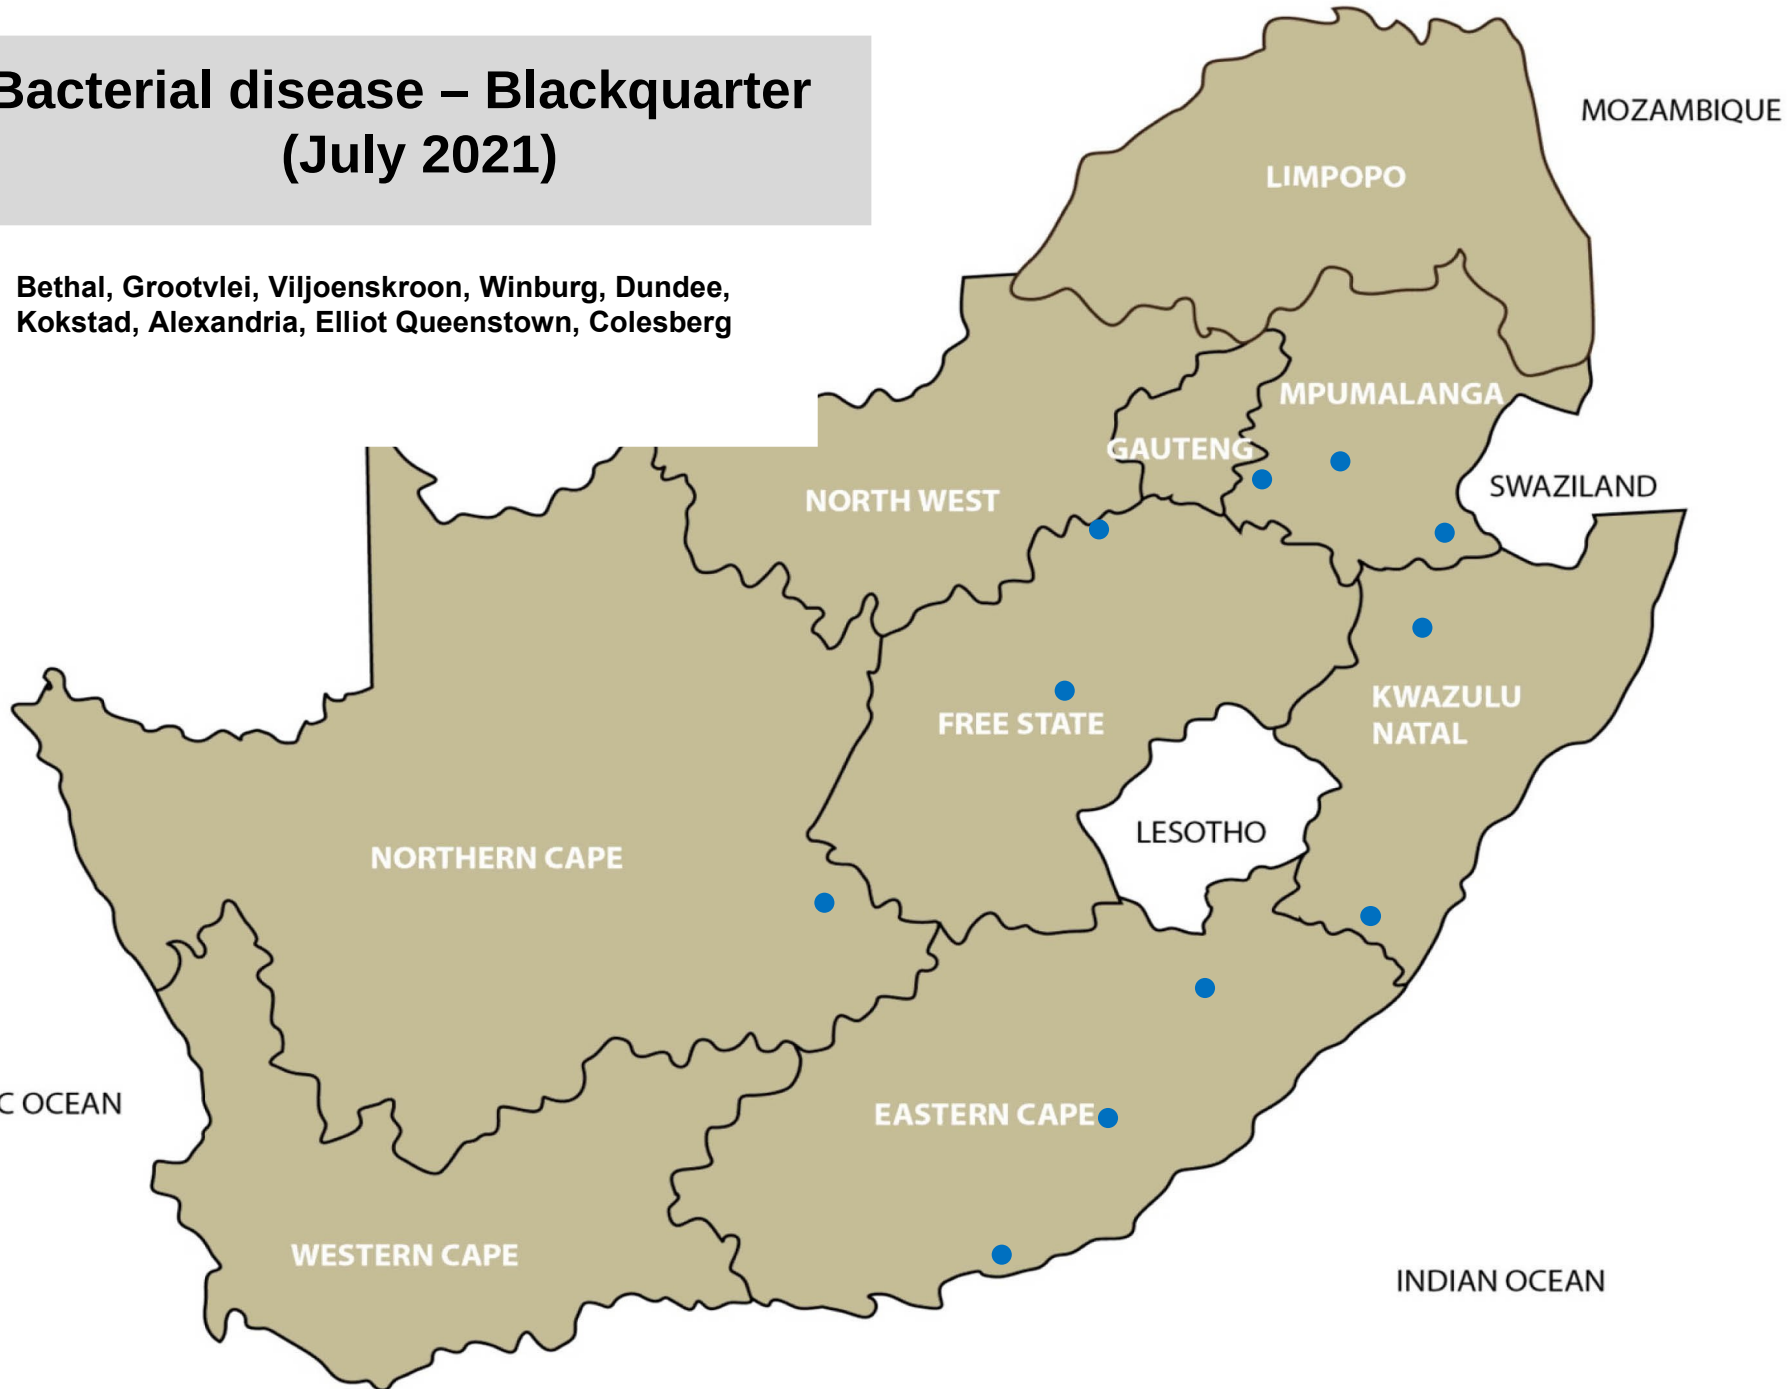 Bacterial disease – Blackquarter
(July 2021)
Bethal, Grootvlei, Viljoenskroon, Winburg, Dundee,
Kokstad, Alexandria, Elliot Queenstown, Colesberg
MOZAMBIQUE
LIMPOPO
MPUMALANGA
GAUTENG
SWAZILAND
NORTH WEST
KWAZULU
NATAL
FREE STATE
LESOTHO
NORTHERN CAPE
C OCEAN
EASTERN CAPE
WESTERN CAPE
INDIAN OCEAN